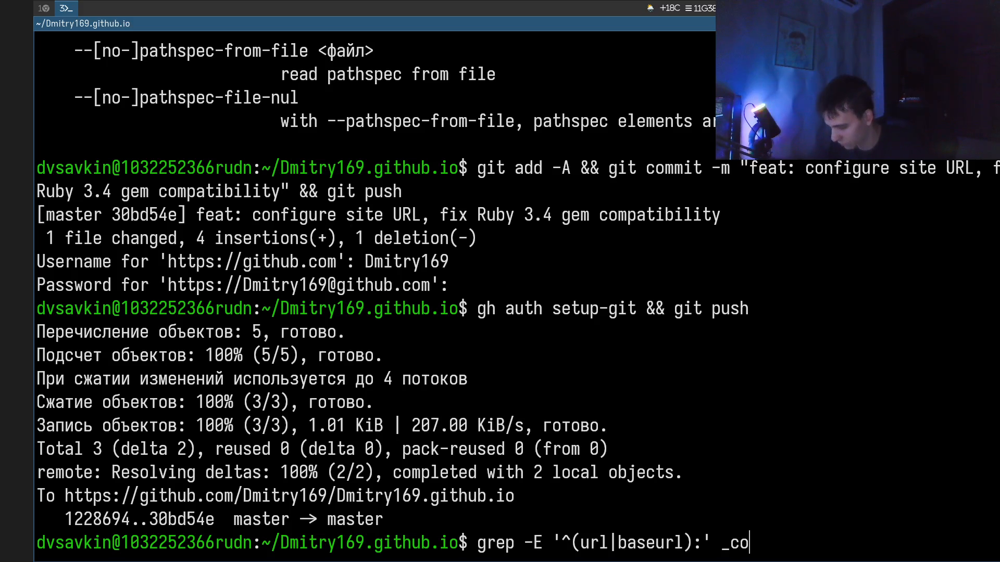 1
3
+18C
11G38
~/Dmitry169.github.io
--[no-]pathspec-from-file <файл>
read pathspec from file
--[no-]pathspec-file-nul
with --pathspec-from-file, pathspec elements
dvsavkin@1032252366rudn:~/Dmitry169.github.io$ git add -A && git commit -m "feat: configure site URL, f
Ruby 3.4 gem compatibility" && git push
[master 30bd54e] feat: configure site URL, fix Ruby 3.4 gem compatibility
1 file changed, 4 insertions(+), 1 deletion(-)
Username for 'https://github.com': Dmitry169
Password for 'https://Dmitry169@github.com':
dvsavkin@1032252366rudn:~/Dmitry169.github.io$ gh auth setup-git && git push
Перечисление объектов: 5, готово.
Подсчет объектов: 100% (5/5), готово.
При сжатии изменений используется до 4 потоков
Сжатие объектов: 100% (3/3), готово.
Запись объектов: 100% (3/3), 1.01 KiB | 207.00 KiB/s, готово.
Total 3 (delta 2), reused 0 (delta 0), pack-reused 0 (from 0)
remote: Resolving deltas: 100% (2/2), completed with 2 local objects.
To https://github.com/Dmitry169/Dmitry169.github.io
1228694..30bd54e master -> master
dvsavkin@1032252366rudn:~/Dmitry169.github.io$ grep -E '^(url|baseurl):' _co